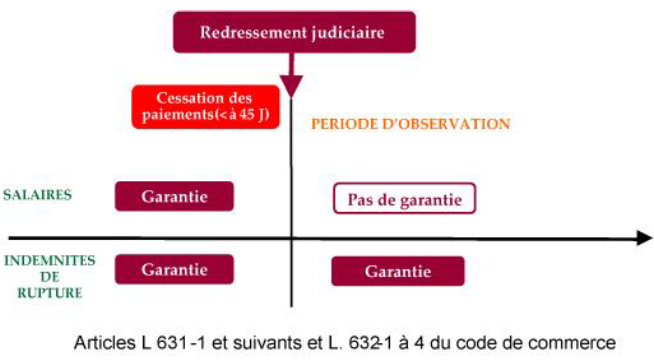 Redressement judiciaire
Cessation des
paiements(< à 45 J)
PERIODE D'OBSERVATION
SALAIRES
Garantie
Pas de garantie
INDEMNITES
DE
RUPTURE
Garantie
Garantie
Articles L 631-1 et suivants et L. 632-1 à 4 du code de commerce